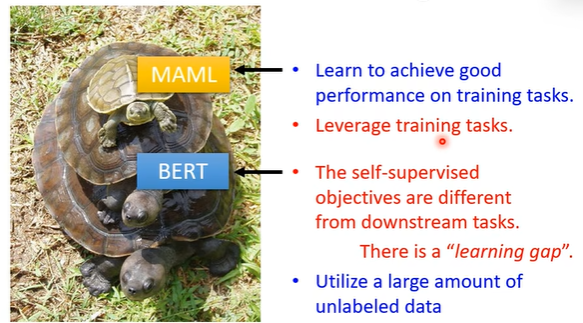 MAML
• Learn to achieve good
performance on training tasks.
• Leverage training tasks.
BERT
• The self-supervised
objectives are different
from downstream tasks.
There is a “learning gap”.
• Utilize a large amount of
unlabeled data